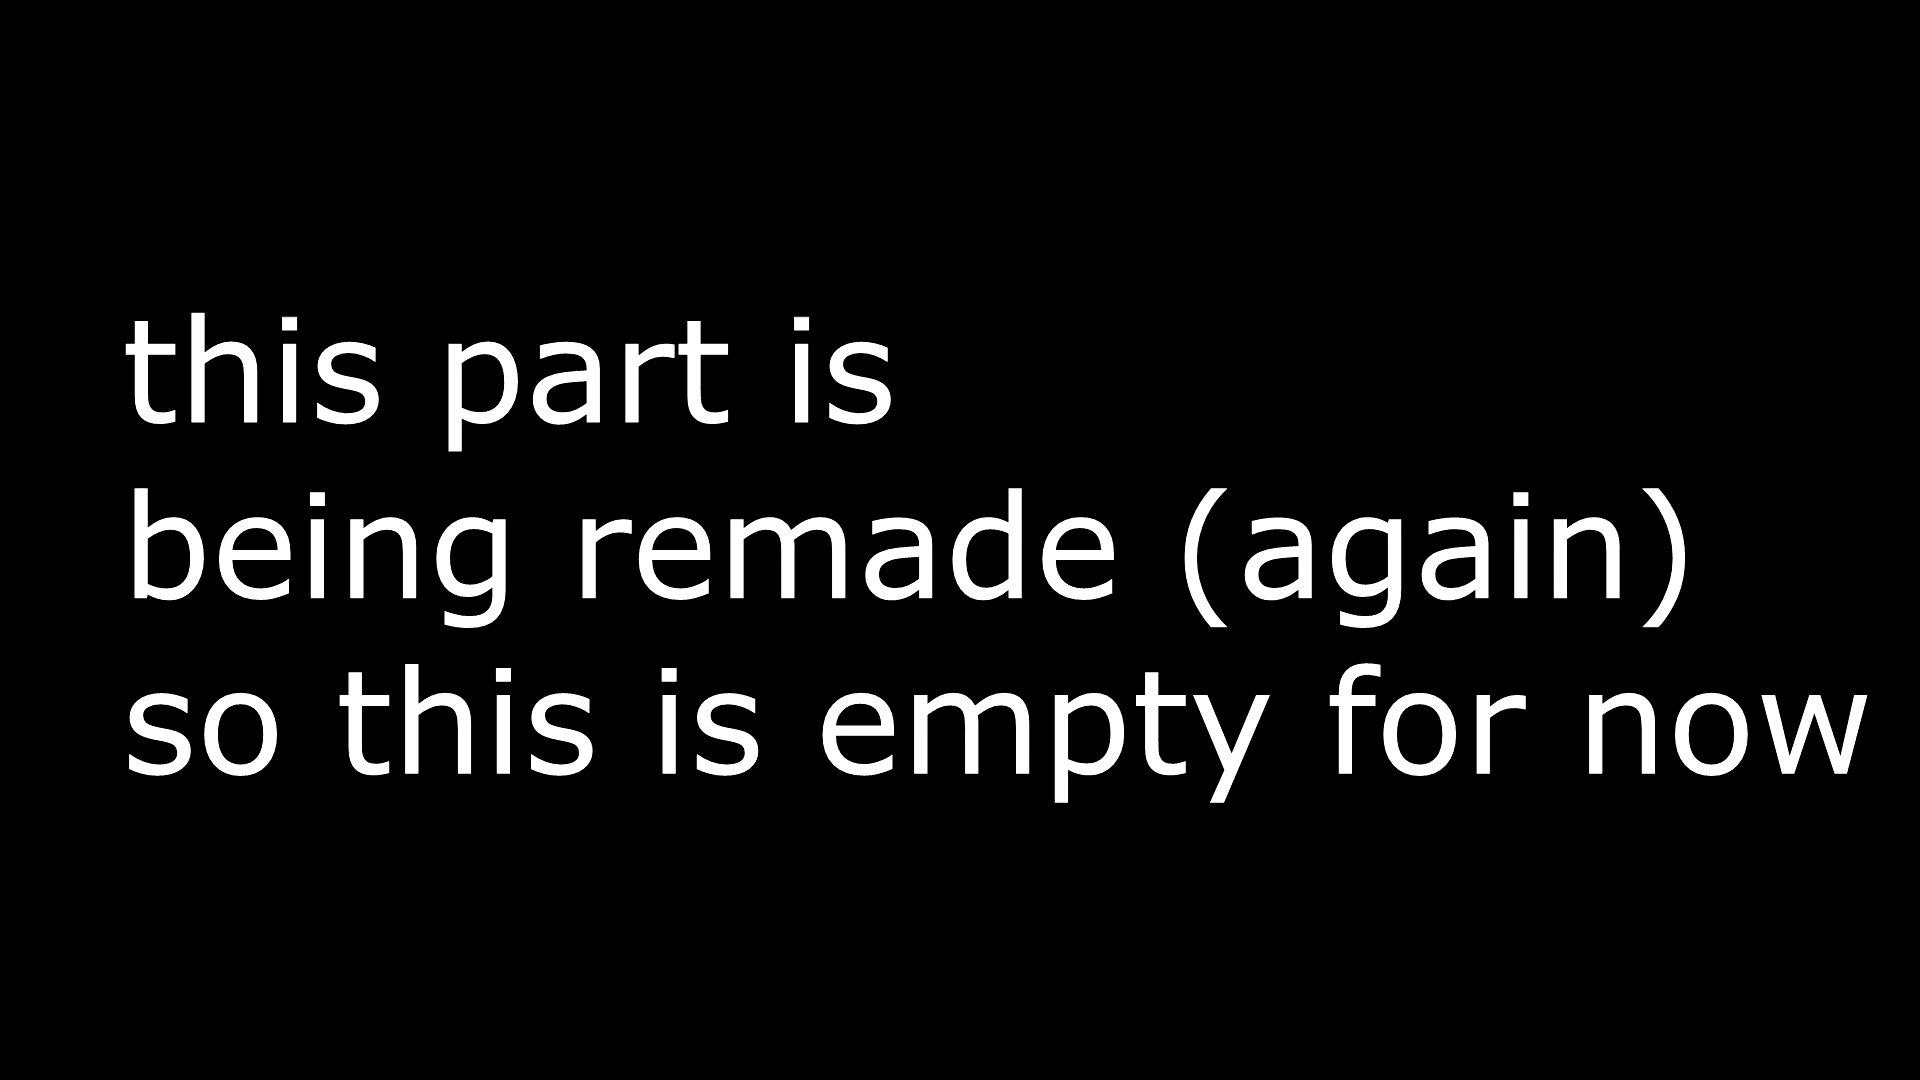 this part is
being remade (again)
so this is empty for now